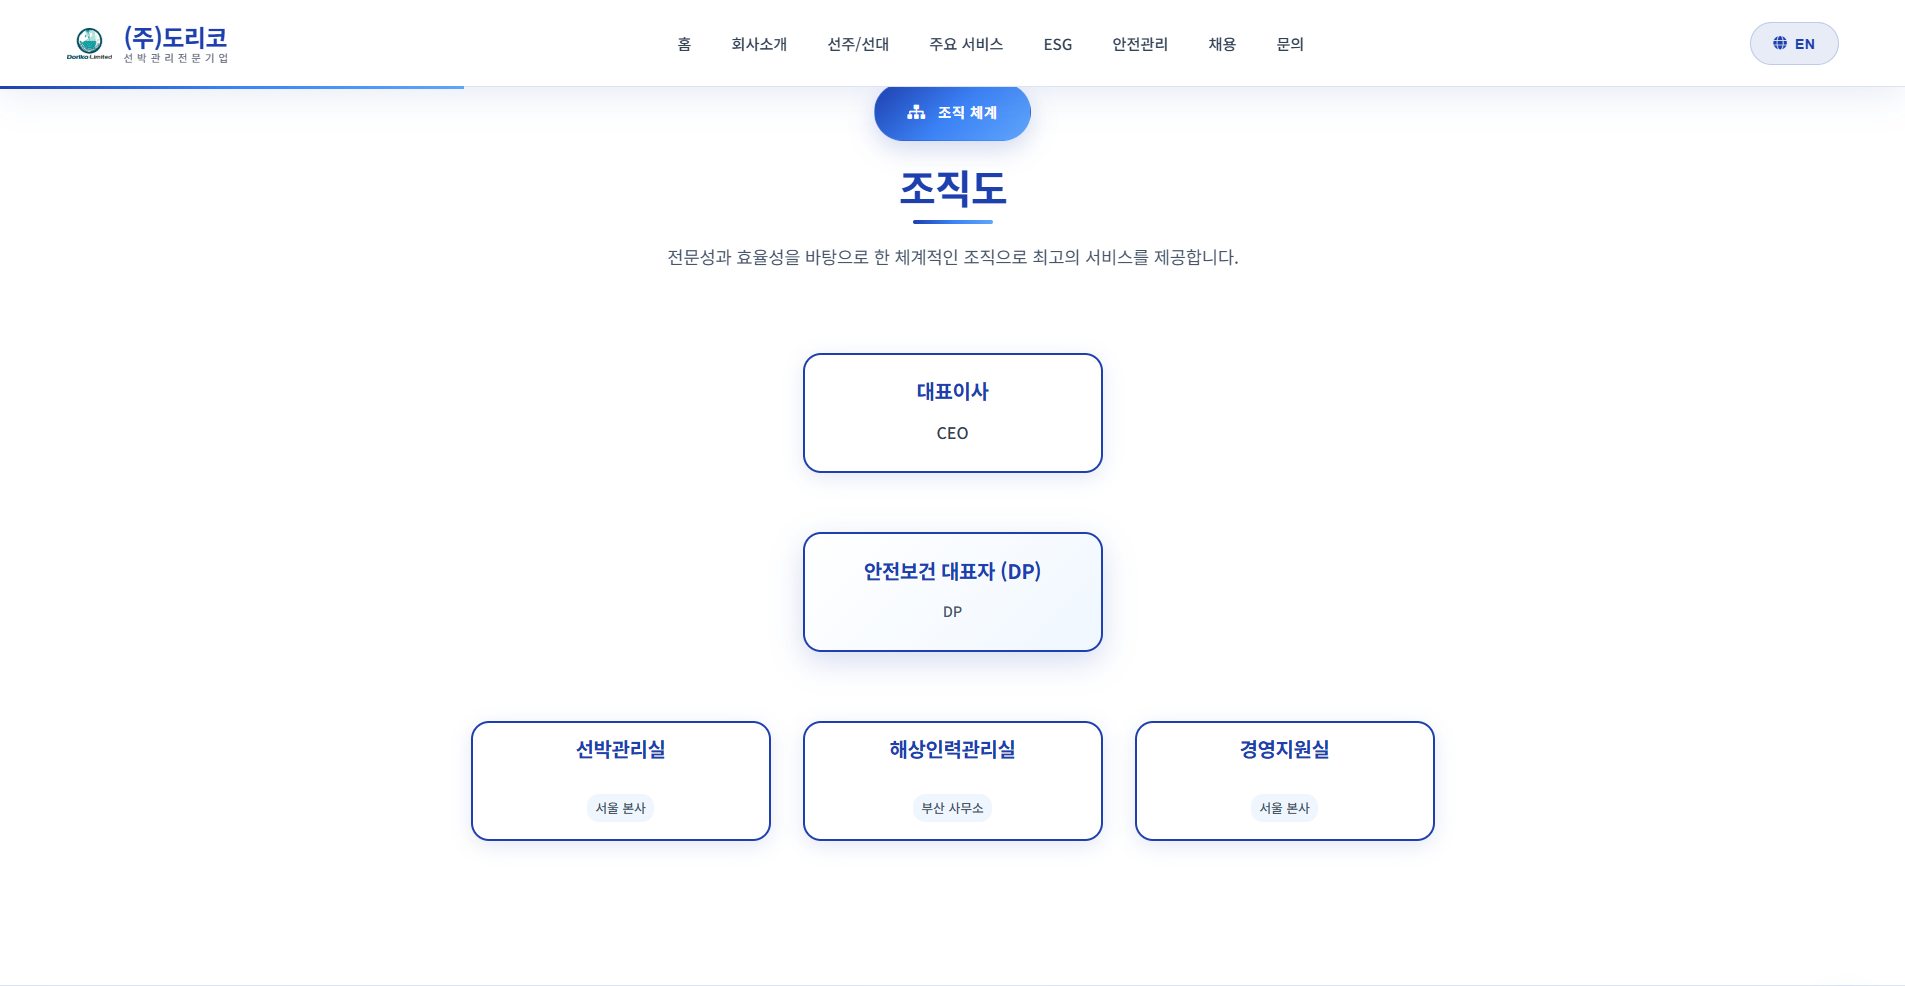 Doriko Limited
(주)도리코
선박관리전문기업
홈 회사소개 선주/선대 주요 서비스 ESG 안전관리 채용 문의
EN
조직 체계
조직도
전문성과 효율성을 바탕으로 한 체계적인 조직으로 최고의 서비스를 제공합니다.
대표이사
CEO
안전보건 대표자 (DP)
DP
선박관리실
서울 본사
해상인력관리실
부산 사무소
경영지원실
서울 본사